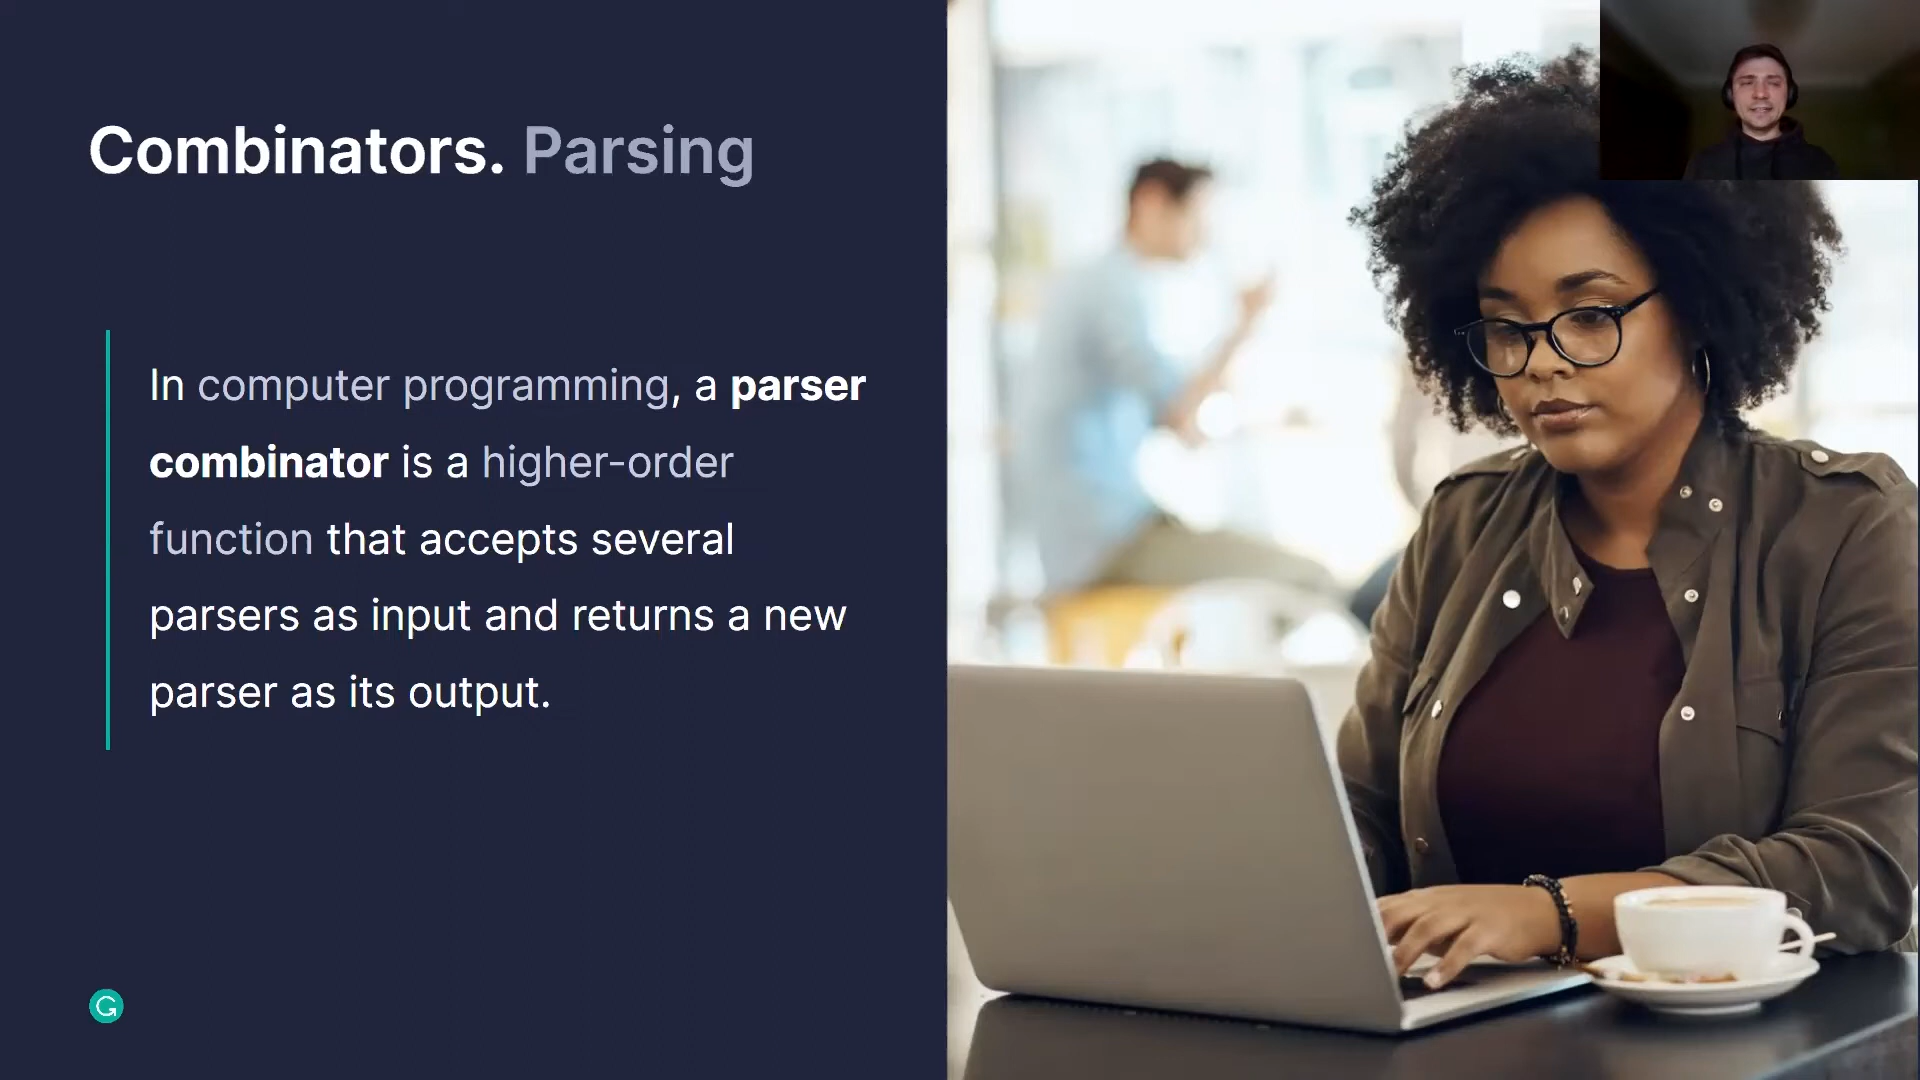 Combinators. Parsing
In computer programming, a parser
combinator is a higher-order
function that accepts several
parsers as input and returns a new
parser as its output.